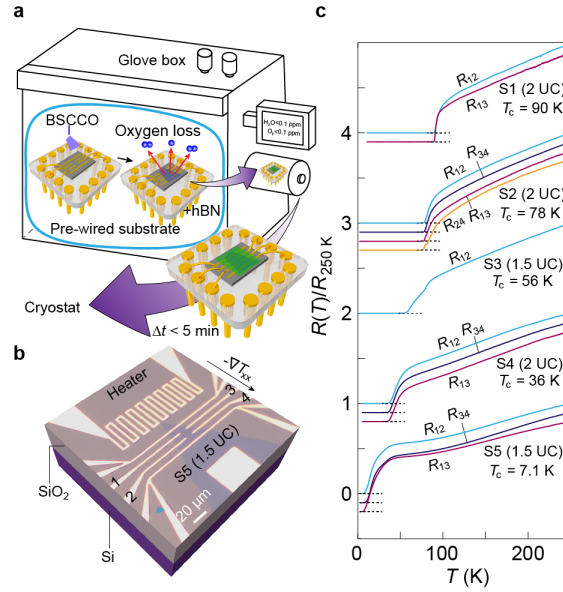 a
Glove box
BSCCO
Oxygen loss
H₂O<0.1 ppm
O₂<0.1 ppm
+hBN
Pre-wired substrate
Cryostat
Δt < 5 min
b
Heater
-∇Tₓₓ
3
4
S5 (1.5 UC)
1
2
20 μm
SiO₂
Si
c
R(T)/R₂₅₀ K
4
3
2
1
0
R₁₂
R₁₃
S1 (2 UC)
T_c = 90 K
R₁₂
R₃₄
R₂₄
R₁₃
S2 (2 UC)
T_c = 78 K
R₁₂
S3 (1.5 UC)
T_c = 56 K
R₁₂
R₃₄
R₁₃
S4 (2 UC)
T_c = 36 K
R₁₂
R₃₄
R₁₃
S5 (1.5 UC)
T_c = 7.1 K
0
100
200
T (K)